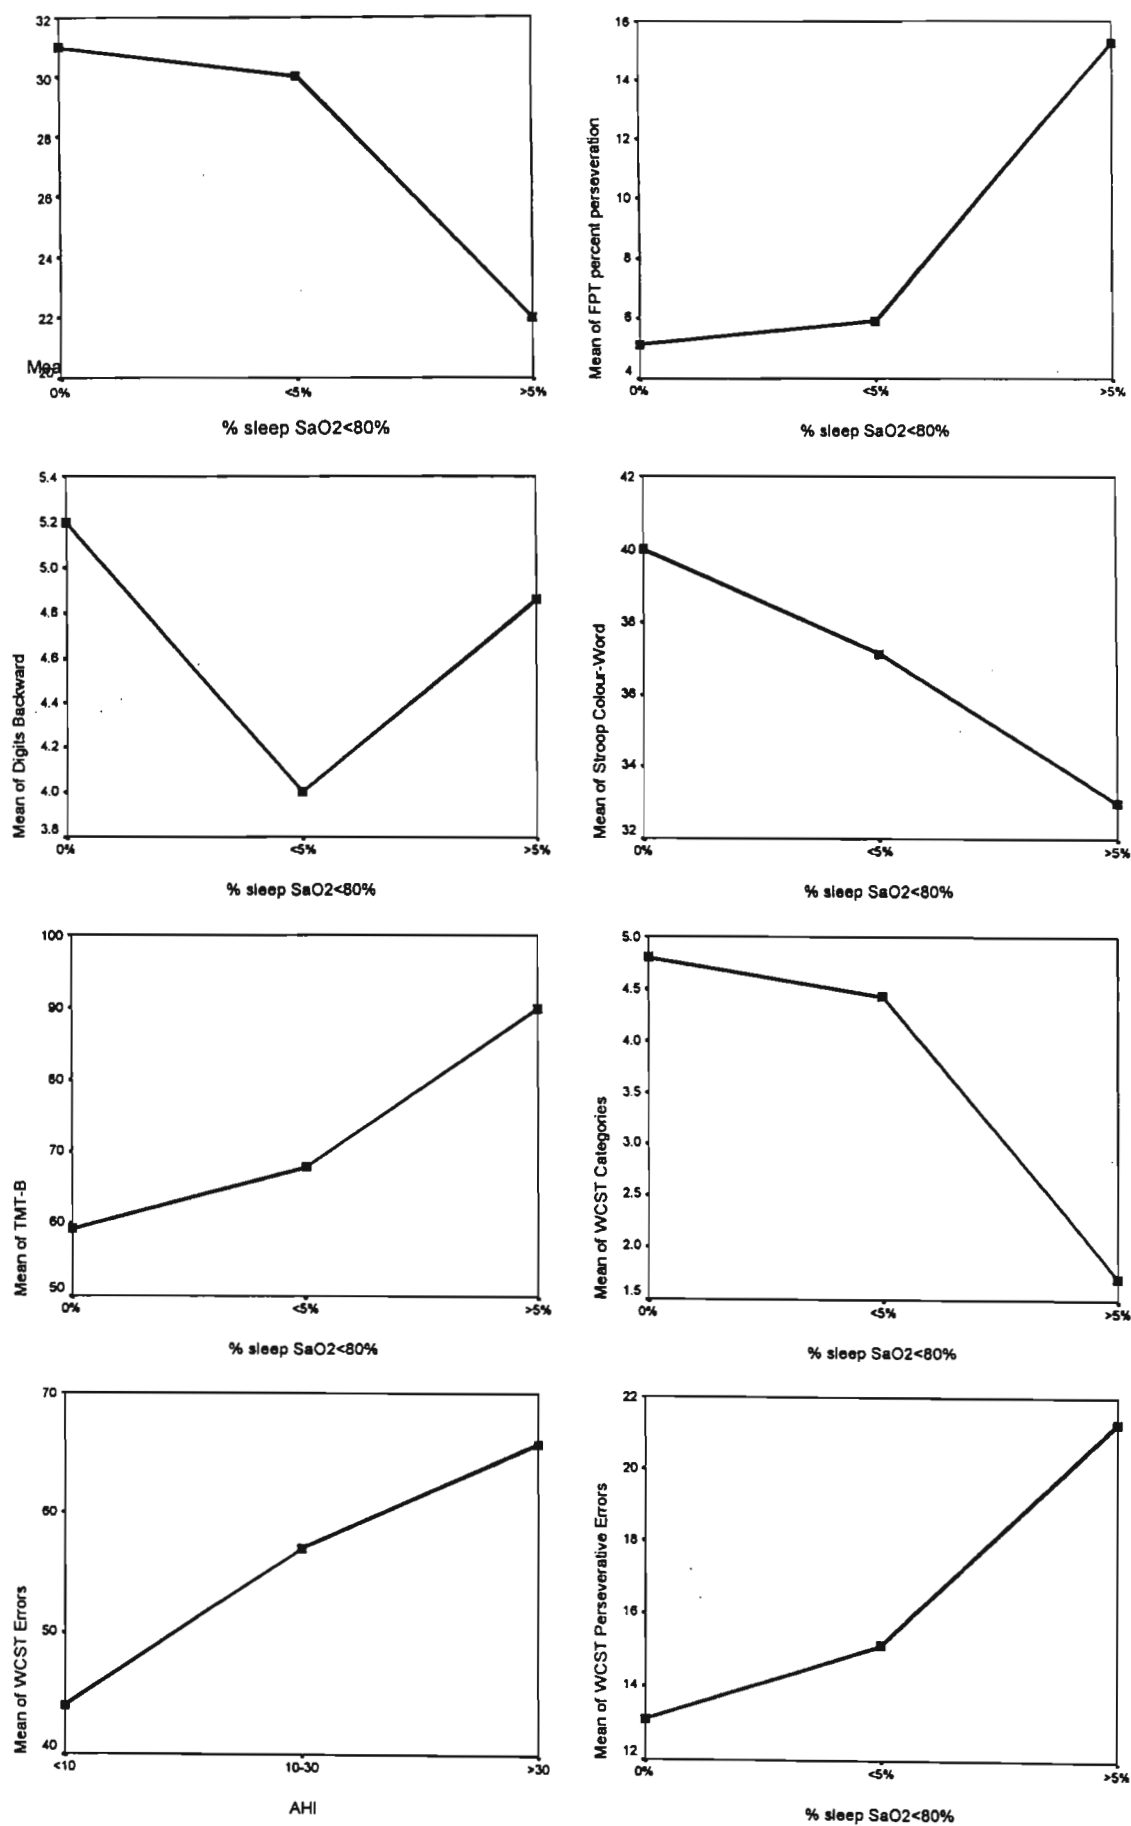 32
30
28
26
24
22
20
Mea
0% <5% >5%
% sleep SaO2<80%
Mean of FPT percent perseveration
16
14
12
10
8
6
4
0% <5% >5%
% sleep SaO2<80%
Mean of Digits Backward
5.4
5.2
5.0
4.8
4.6
4.4
4.2
4.0
3.8
0% <5% >5%
% sleep SaO2<80%
Mean of Stroop Colour-Word
42
40
38
36
34
32
0% <5% >5%
% sleep SaO2<80%
Mean of TMT-B
100
90
80
70
60
50
0% <5% >5%
% sleep SaO2<80%
Mean of WCST Categories
5.0
4.5
4.0
3.5
3.0
2.5
2.0
1.5
0% <5% >5%
% sleep SaO2<80%
Mean of WCST Errors
70
60
50
40
<10 10-30 >30
AHI
Mean of WCST Perseverative Errors
22
20
18
16
14
12
0% <5% >5%
% sleep SaO2<80%